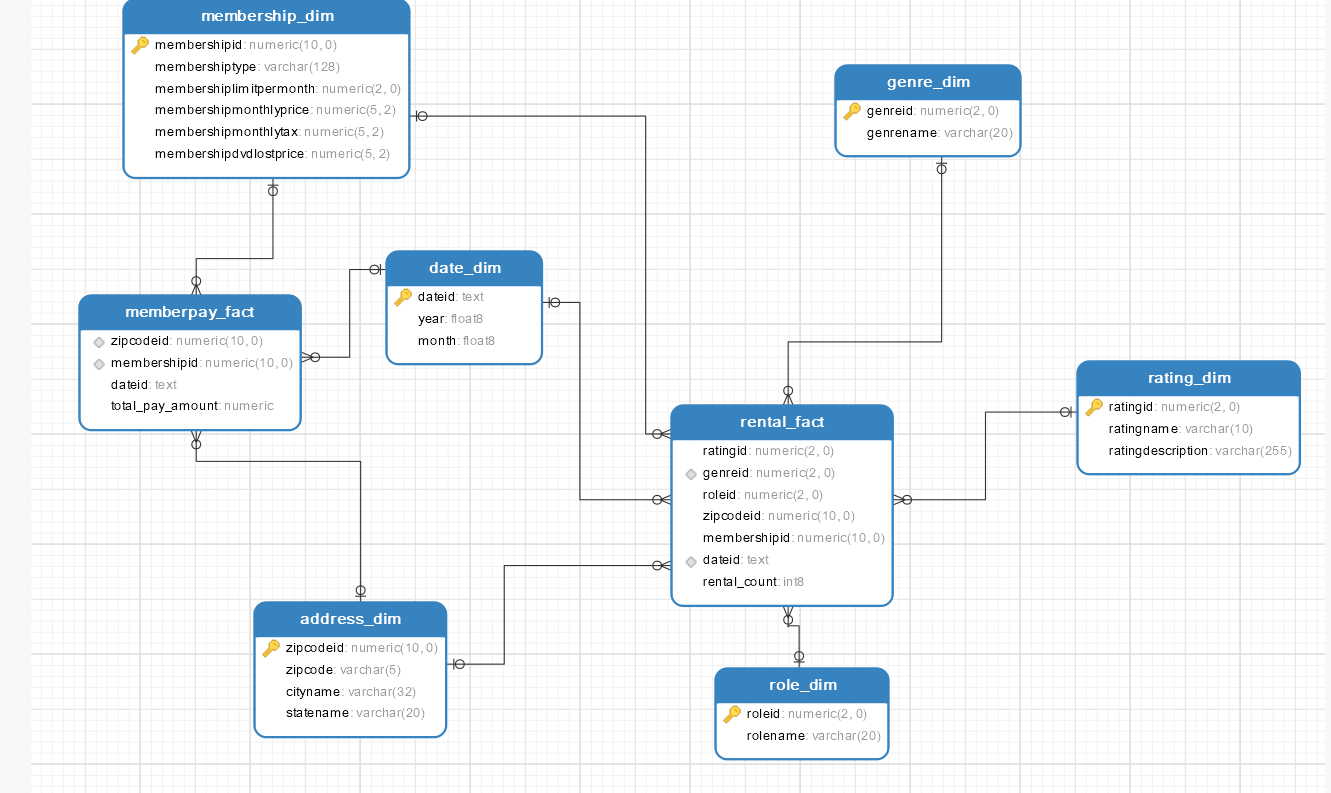 membership_dim
membershipid: numeric(10, 0)
membershiptype: varchar(128)
membershiplimitpermonth: numeric(2, 0)
membershipmonthlyprice: numeric(5, 2)
membershipmonthlytax: numeric(5, 2)
membershipdvdlostprice: numeric(5, 2)
genre_dim
genreid: numeric(2, 0)
genrename: varchar(20)
date_dim
dateid: text
year: float8
month: float8
memberpay_fact
zipcodeid: numeric(10, 0)
membershipid: numeric(10, 0)
dateid: text
total_pay_amount: numeric
rating_dim
ratingid: numeric(2, 0)
ratingname: varchar(10)
ratingdescription: varchar(255)
rental_fact
ratingid: numeric(2, 0)
genreid: numeric(2, 0)
roleid: numeric(2, 0)
zipcodeid: numeric(10, 0)
membershipid: numeric(10, 0)
dateid: text
rental_count: int8
address_dim
zipcodeid: numeric(10, 0)
zipcode: varchar(5)
cityname: varchar(32)
statename: varchar(20)
role_dim
roleid: numeric(2, 0)
rolename: varchar(20)